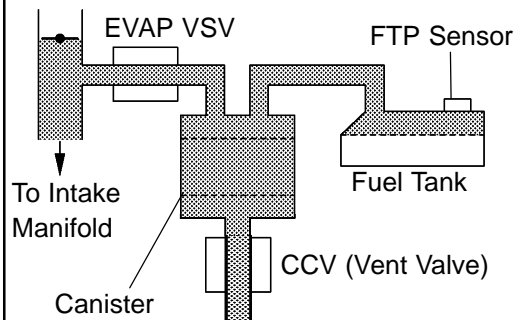 EVAP VSV
FTP Sensor
To Intake
Manifold
Fuel Tank
CCV (Vent Valve)
Canister